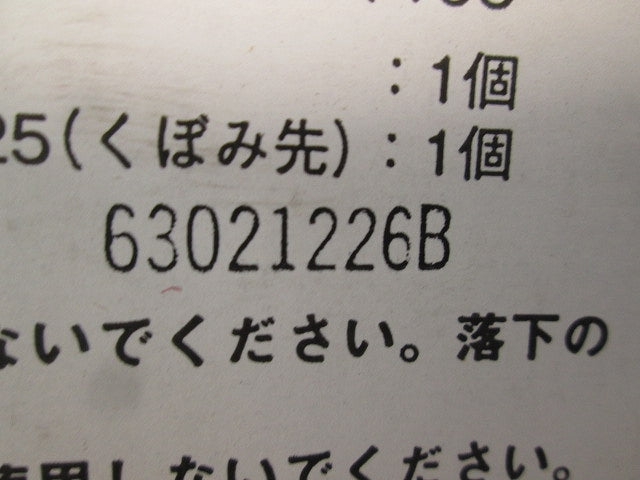 ：1個
25(くぼみ先)：1個
63021226B
ないでください。落下の
使用しないでください。